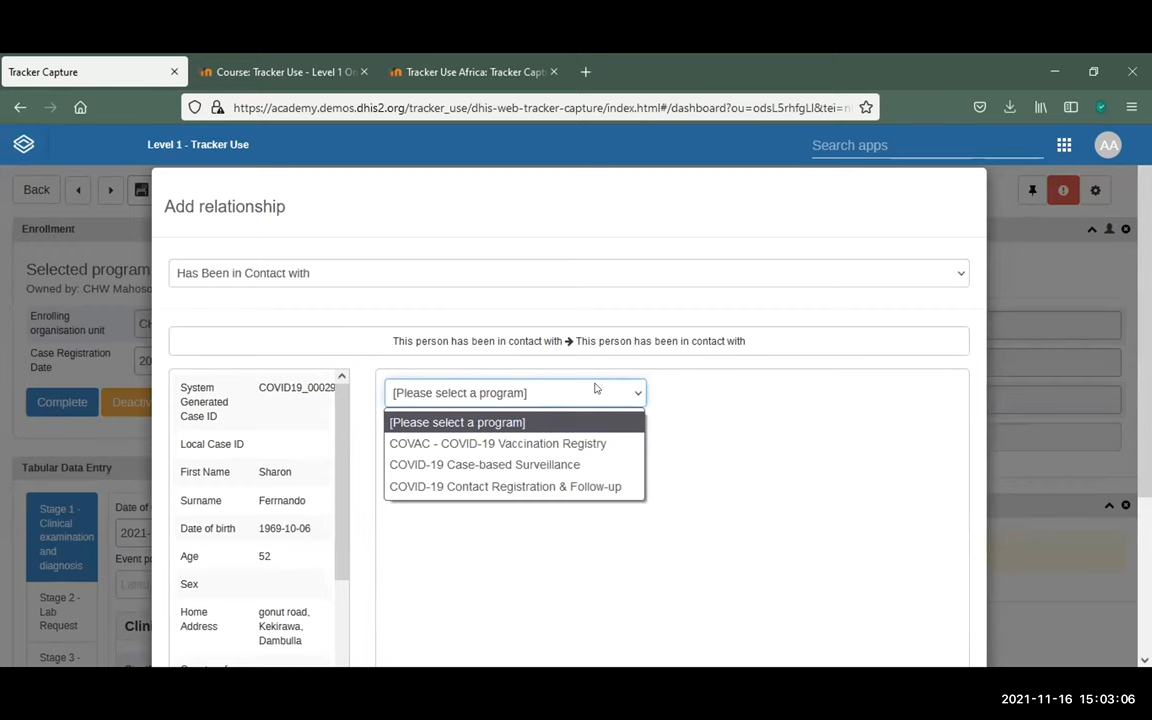 Tracker Capture
Course: Tracker Use - Level 1 O
Tracker Use Africa: Tracker Capt
https://academy.demos.dhis2.org/tracker_use/dhis-web-tracker-capture/index.html#/dashboard?ou=odsL5rhfgLI&tei=
Level 1 - Tracker Use
Search apps
AA
Back
Add relationship
Enrollment
Has Been in Contact with
Selected program
Owned by: CHW Mahoso
Enrolling
organisation unit
CH
This person has been in contact with → This person has been in contact with
Case Registration
Date
20
Complete
Deactiv
System
Generated
Case ID
COVID19_00029
Local Case ID
First Name Sharon
Surname Ferrnando
Date of birth 1969-10-06
Age 52
Sex
Home
Address
gonut road,
Kekirawa,
Dambulla
[Please select a program]
[Please select a program]
COVAC - COVID-19 Vaccination Registry
COVID-19 Case-based Surveillance
COVID-19 Contact Registration & Follow-up
Tabular Data Entry
Stage 1 -
Clinical
examination
and
diagnosis
Stage 2 -
Lab
Request
Stage 3 -
Date of
2021-
Event po
Clini
2021-11-16 15:03:06